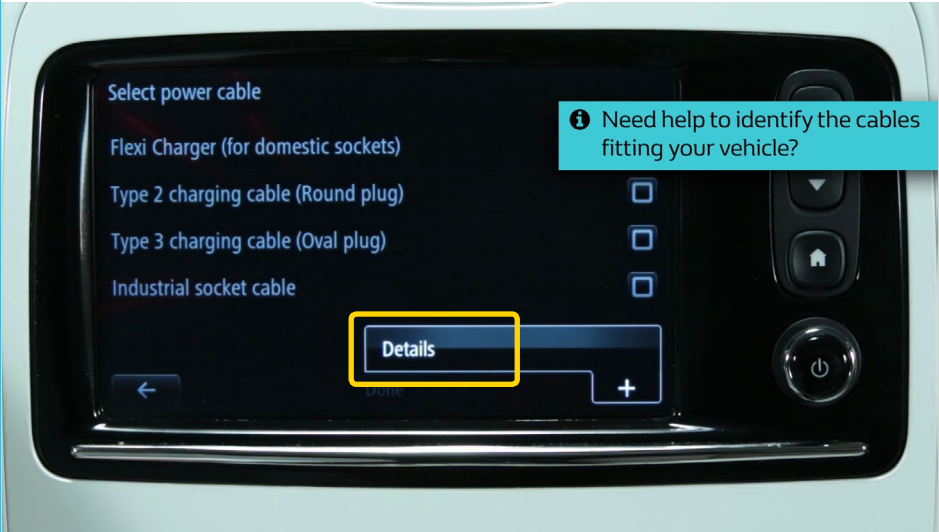 Select power cable
Need help to identify the cables
fitting your vehicle?
Flexi Charger (for domestic sockets)
Type 2 charging cable (Round plug)
Type 3 charging cable (Oval plug)
Industrial socket cable
Details
Done